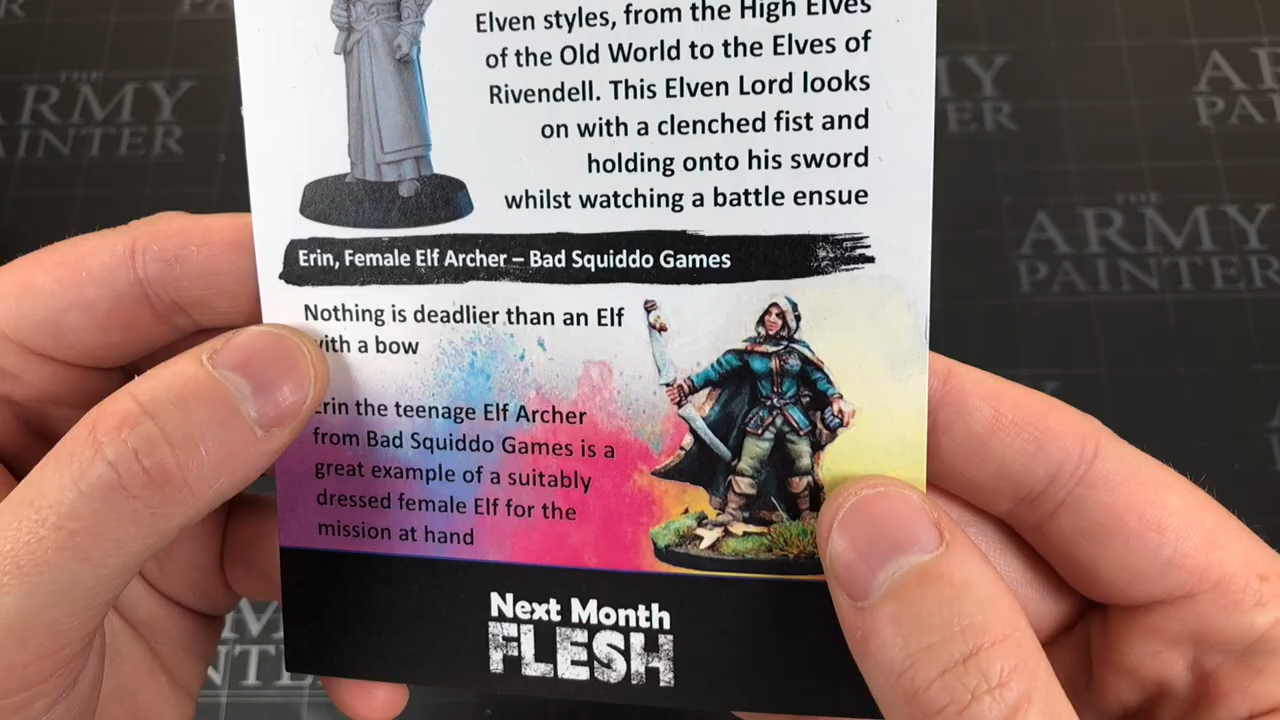 Elven styles, from the High Elves
of the Old World to the Elves of
Rivendell. This Elven Lord looks
on with a clenched fist and
holding onto his sword
whilst watching a battle ensue
Erin, Female Elf Archer – Bad Squiddo Games
Nothing is deadlier than an Elf
with a bow
Erin the teenage Elf Archer
from Bad Squiddo Games is a
great example of a suitably
dressed female Elf for the
mission at hand
Next Month
FLESH
THE
ARMY
PAINTER
THE
ARMY
PAINTER